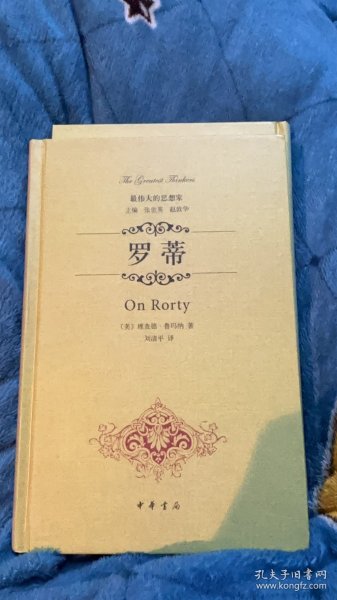 The Greatest Thinkers
最伟大的思想家
主编 张世英 赵敦华
罗蒂
On Rorty
〔美〕理查德·鲁玛纳 著
刘清平 译
中华书局
孔夫子旧书网
www.kongfz.com